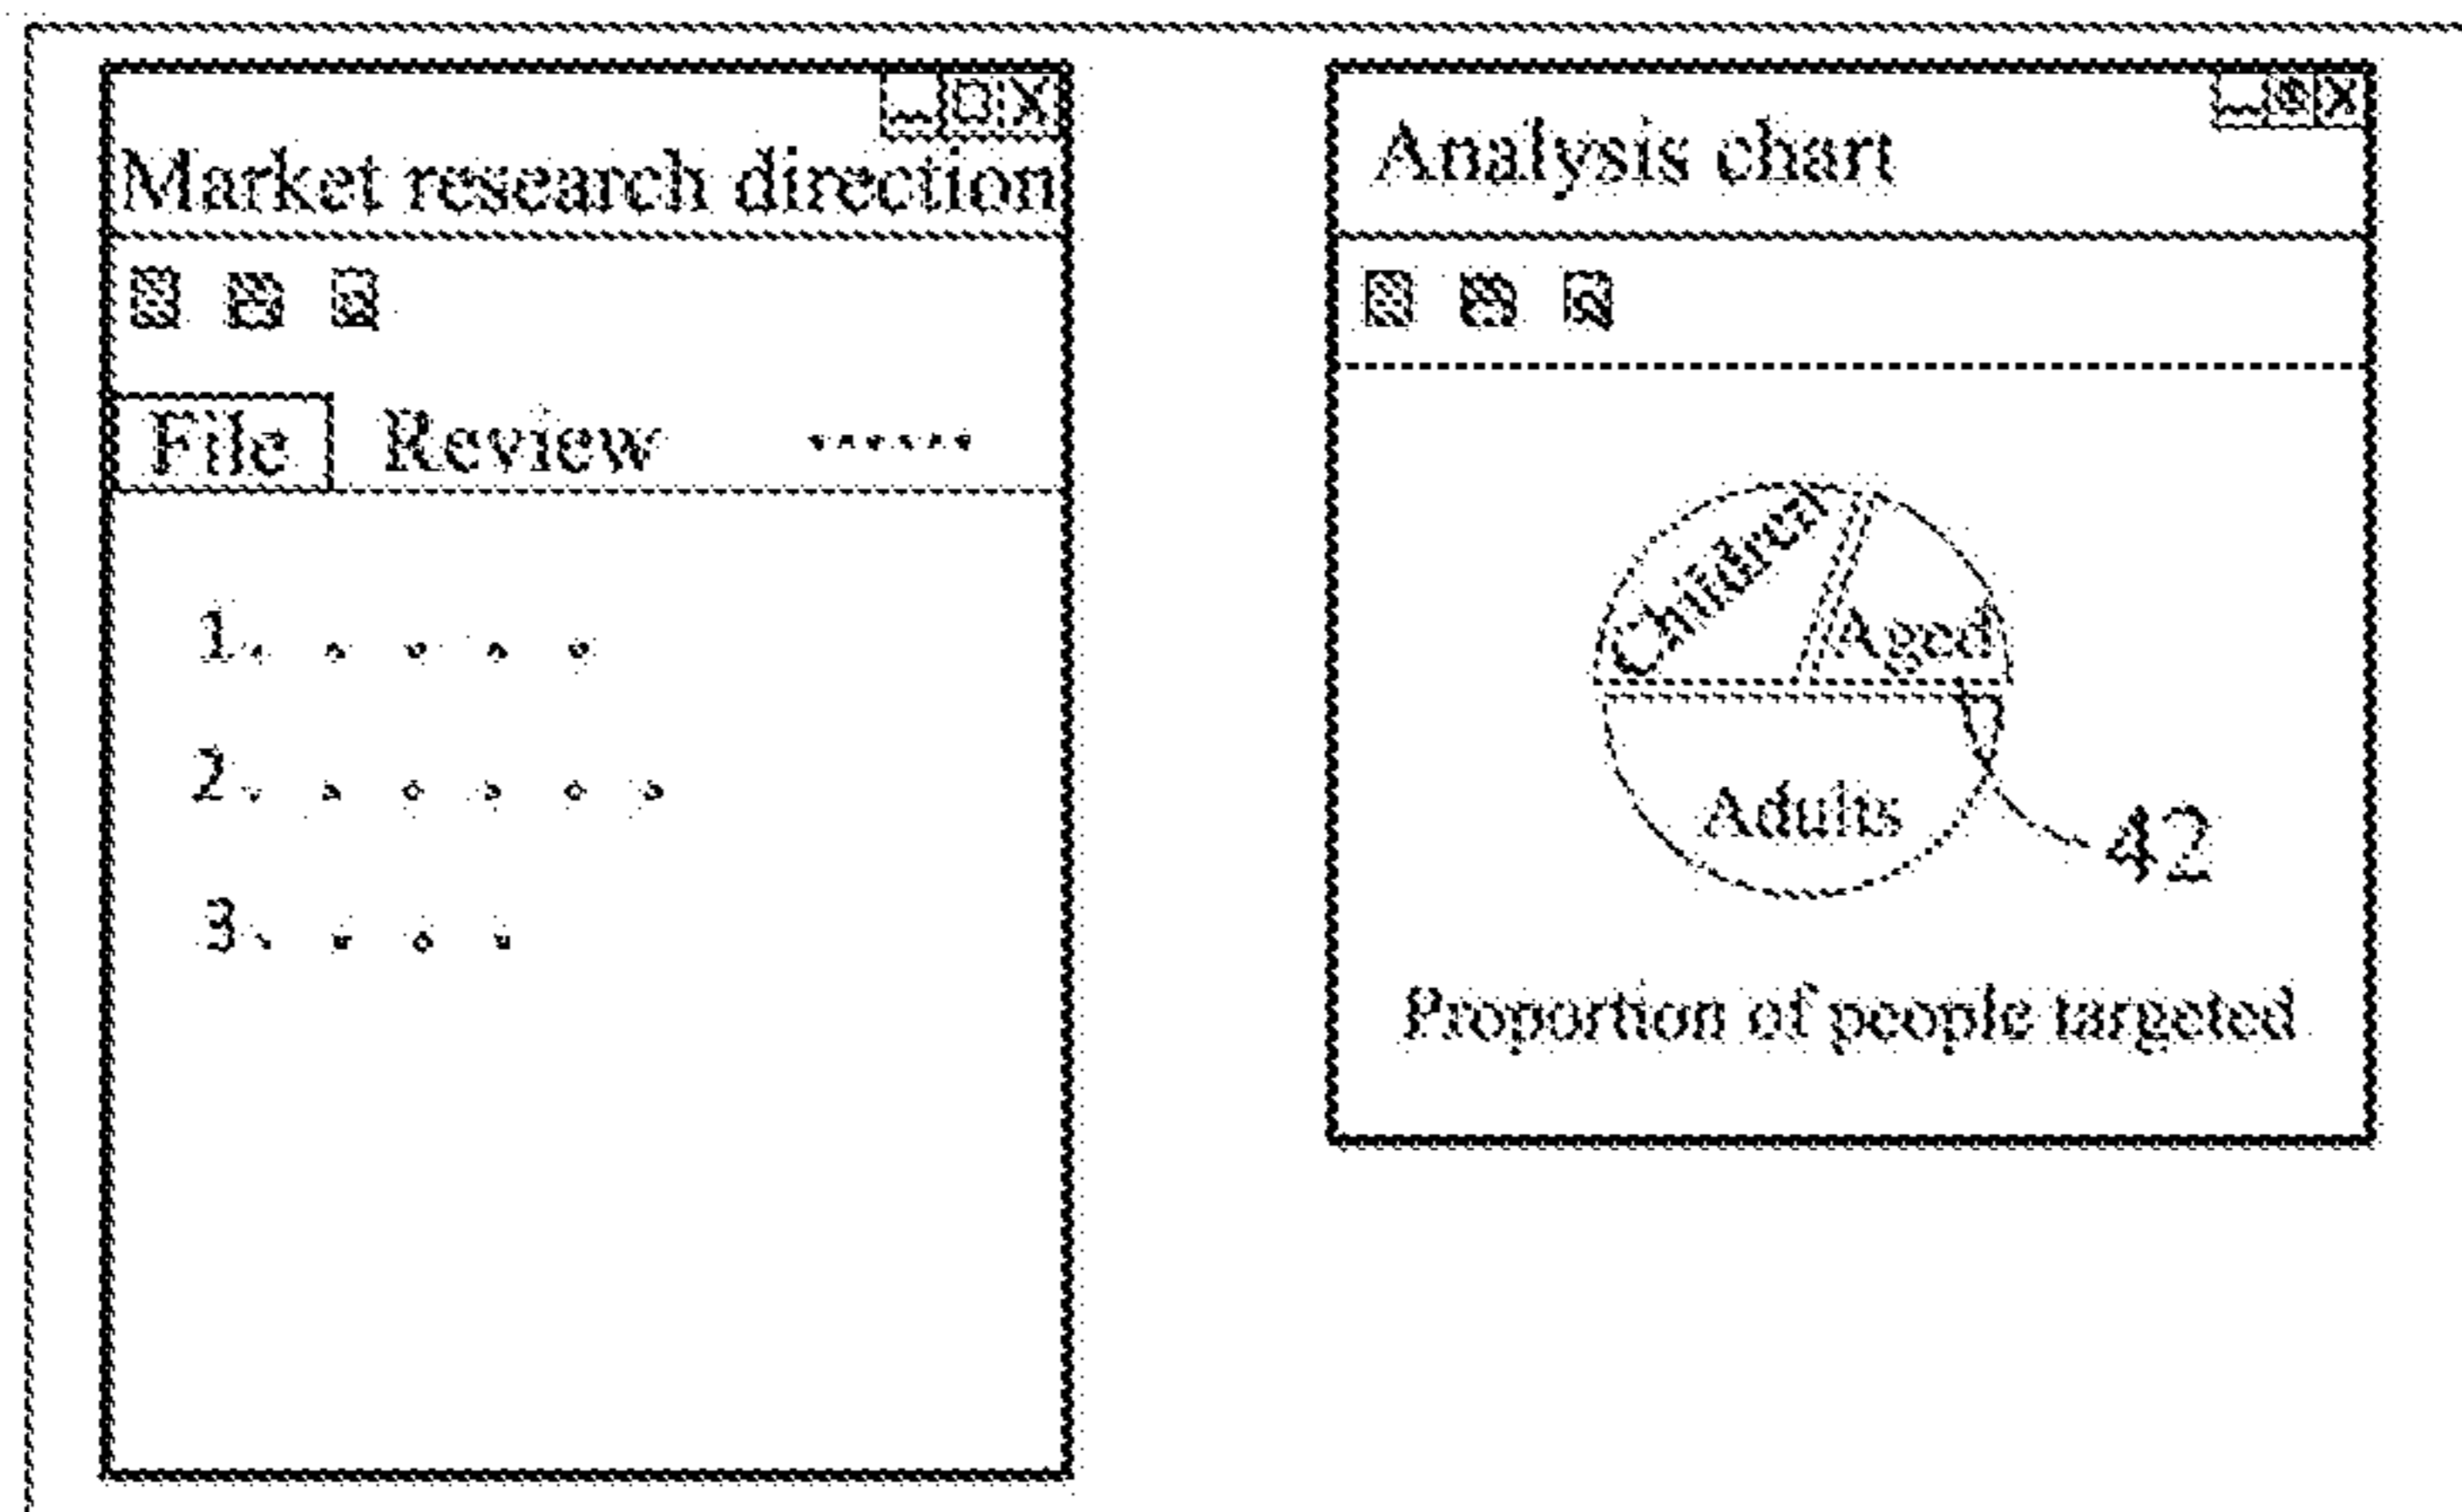 Market research direction
File Review ······
1. . . . .
2. . . . . .
3. . . .
Analysis chart
Children
Aged
Adults
42
Proportion of people targeted